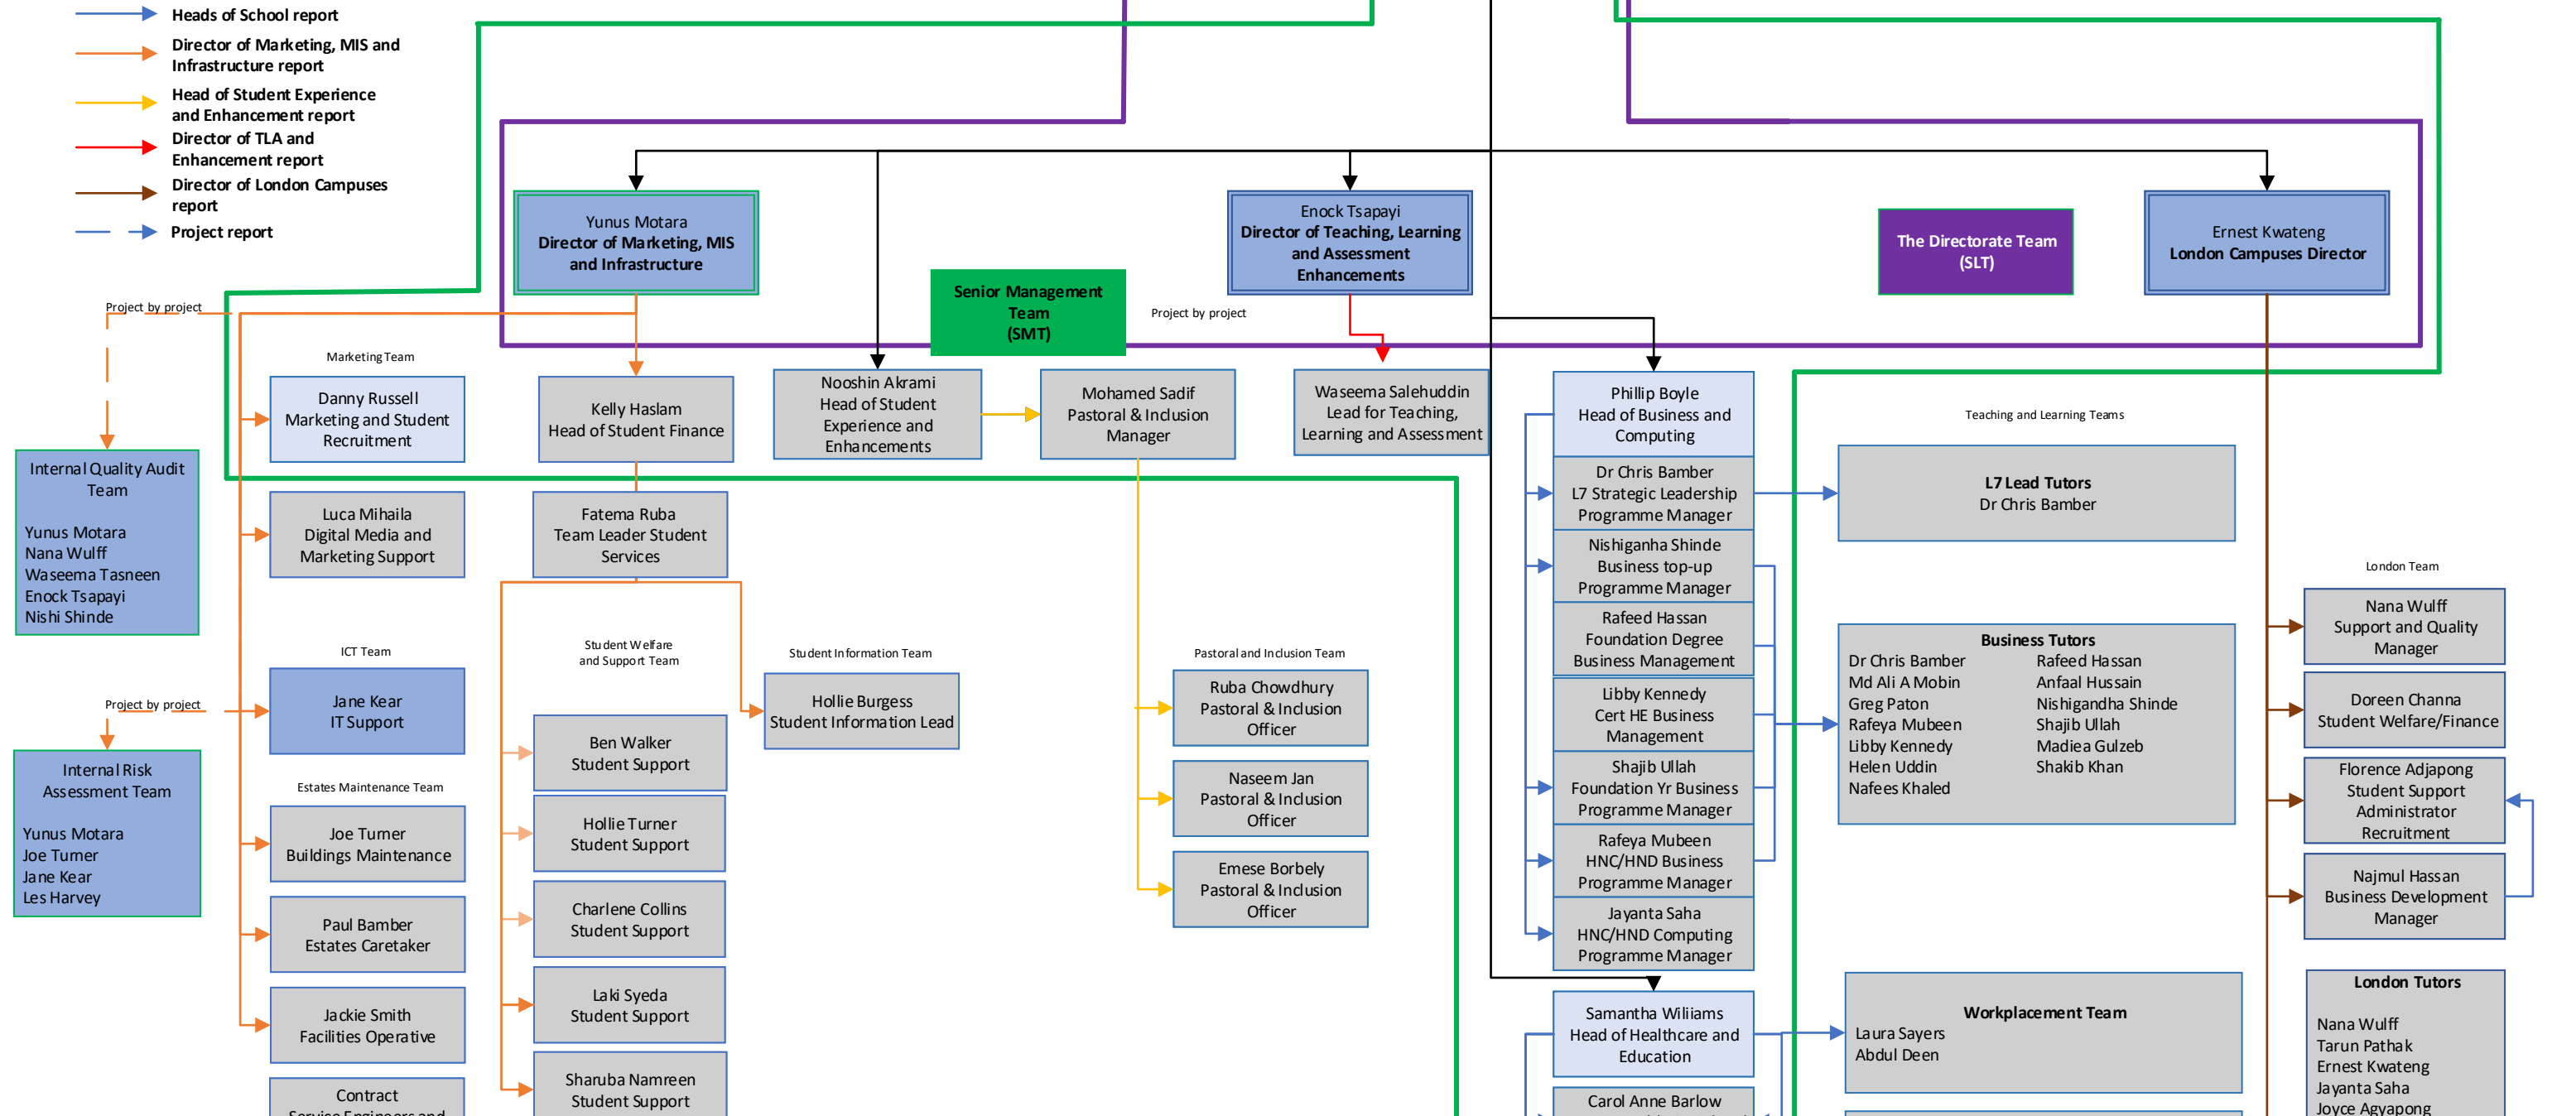 Heads of School report
Director of Marketing, MIS and
Infrastructure report
Head of Student Experience
and Enhancement report
Director of TLA and
Enhancement report
Director of London Campuses
report
Project report
Yunus Motara
Director of Marketing, MIS
and Infrastructure
Enock Tsapayi
Director of Teaching, Learning
and Assessment
Enhancements
The Directorate Team
(SLT)
Ernest Kwateng
London Campuses Director
Senior Management
Team
(SMT)
Project by project
Project by project
Marketing Team
Danny Russell
Marketing and Student
Recruitment
Kelly Haslam
Head of Student Finance
Nooshin Akrami
Head of Student
Experience and
Enhancements
Mohamed Sadif
Pastoral & Inclusion
Manager
Waseema Salehuddin
Lead for Teaching,
Learning and Assessment
Phillip Boyle
Head of Business and
Computing
Teaching and Learning Teams
Internal Quality Audit
Team
Yunus Motara
Nana Wulff
Waseema Tasneen
Enock Tsapayi
Nishi Shinde
Luca Mihaila
Digital Media and
Marketing Support
Fatema Ruba
Team Leader Student
Services
Dr Chris Bamber
L7 Strategic Leadership
Programme Manager
L7 Lead Tutors
Dr Chris Bamber
Nishiganha Shinde
Business top-up
Programme Manager
Rafeed Hassan
Foundation Degree
Business Management
Libby Kennedy
Cert HE Business
Management
Shajib Ullah
Foundation Yr Business
Programme Manager
Rafeya Mubeen
HNC/HND Business
Programme Manager
Jayanta Saha
HNC/HND Computing
Programme Manager
Business Tutors
Dr Chris Bamber
Md Ali A Mobin
Greg Paton
Rafeya Mubeen
Libby Kennedy
Helen Uddin
Nafees Khaled
Rafeed Hassan
Anfaal Hussain
Nishigandha Shinde
Shajib Ullah
Madiea Gulzeb
Shakib Khan
London Team
Nana Wulff
Support and Quality
Manager
Doreen Channa
Student Welfare/Finance
Florence Adjapong
Student Support
Administrator
Recruitment
Najmul Hassan
Business Development
Manager
ICT Team
Jane Kear
IT Support
Student Welfare
and Support Team
Student Information Team
Hollie Burgess
Student Information Lead
Pastoral and Inclusion Team
Ruba Chowdhury
Pastoral & Inclusion
Officer
Naseem Jan
Pastoral & Inclusion
Officer
Emese Borbely
Pastoral & Inclusion
Officer
Project by project
Internal Risk
Assessment Team
Yunus Motara
Joe Turner
Jane Kear
Les Harvey
Estates Maintenance Team
Joe Turner
Buildings Maintenance
Paul Bamber
Estates Caretaker
Jackie Smith
Facilities Operative
Contract
Service Engineers and
Ben Walker
Student Support
Hollie Turner
Student Support
Charlene Collins
Student Support
Laki Syeda
Student Support
Sharuba Namreen
Student Support
Samantha Wiliiams
Head of Healthcare and
Education
Carol Anne Barlow
Workplacement Team
Laura Sayers
Abdul Deen
London Tutors
Nana Wulff
Tarun Pathak
Ernest Kwateng
Jayanta Saha
Joyce Agyapong